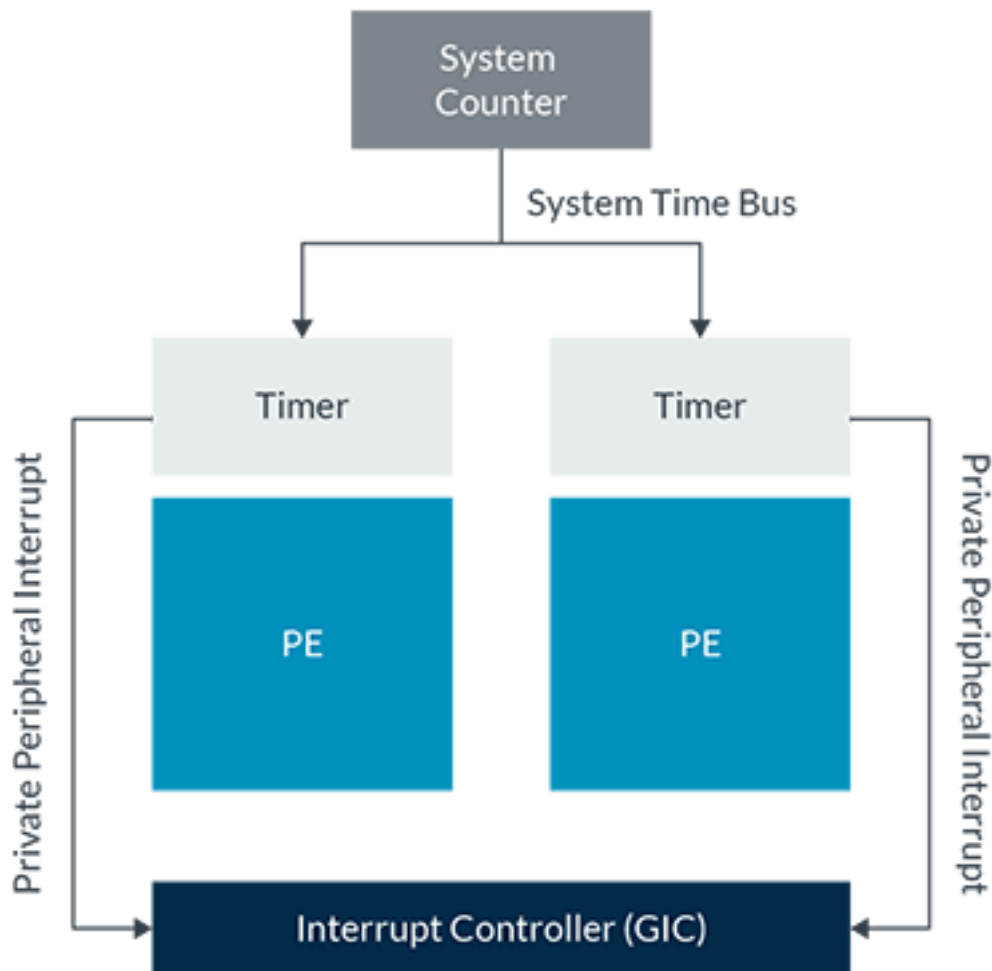 System
Counter
System Time Bus
Timer
Timer
Private Peripheral Interrupt
Private Peripheral Interrupt
PE
PE
Interrupt Controller (GIC)